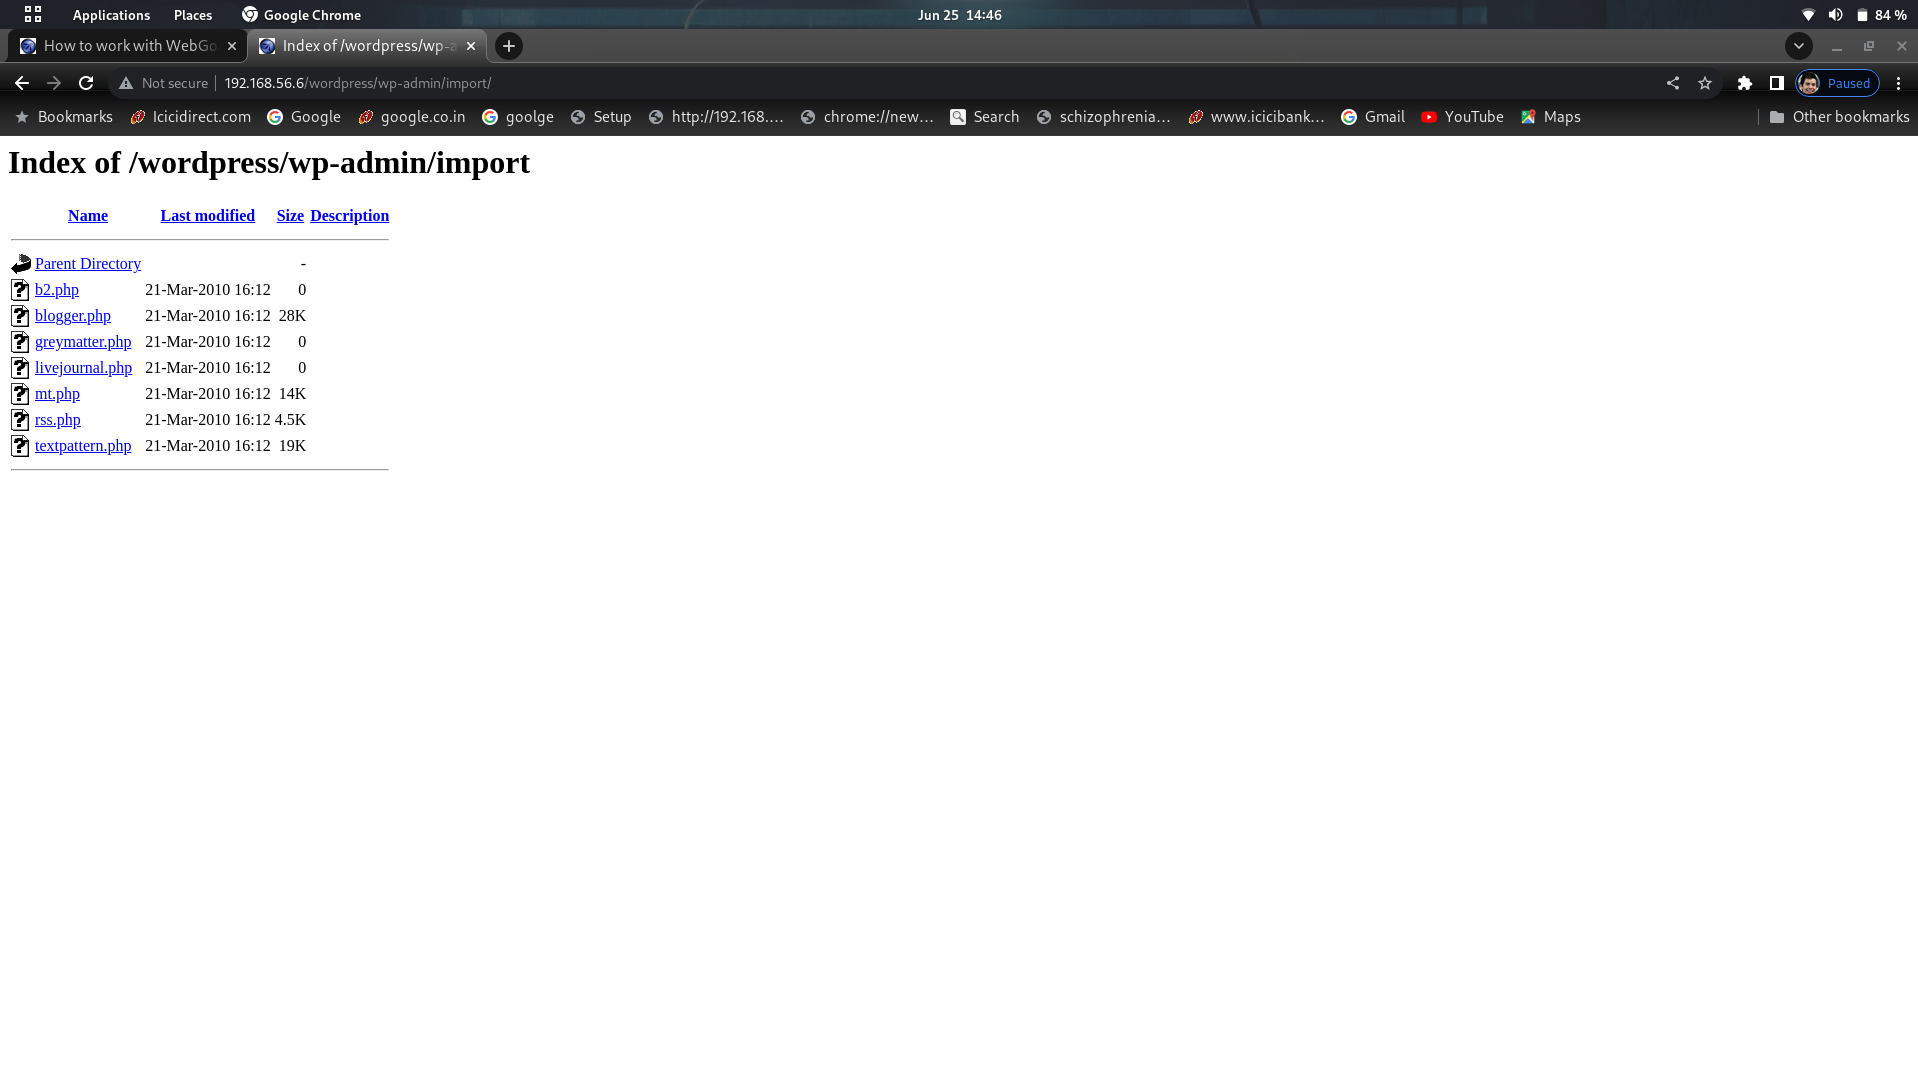 Applications Places Google Chrome Jun 25 14:46 84 %
How to work with WebGo Index of /wordpress/wp-a
Not secure 192.168.56.6/wordpress/wp-admin/import/ Paused
Bookmarks Icicidirect.com Google google.co.in goolge Setup http://192.168.... chrome://new... Search schizophrenia... www.icicibank... Gmail YouTube Maps Other bookmarks
Index of /wordpress/wp-admin/import
Name Last modified Size Description
Parent Directory -
b2.php 21-Mar-2010 16:12 0
blogger.php 21-Mar-2010 16:12 28K
greymatter.php 21-Mar-2010 16:12 0
livejournal.php 21-Mar-2010 16:12 0
mt.php 21-Mar-2010 16:12 14K
rss.php 21-Mar-2010 16:12 4.5K
textpattern.php 21-Mar-2010 16:12 19K